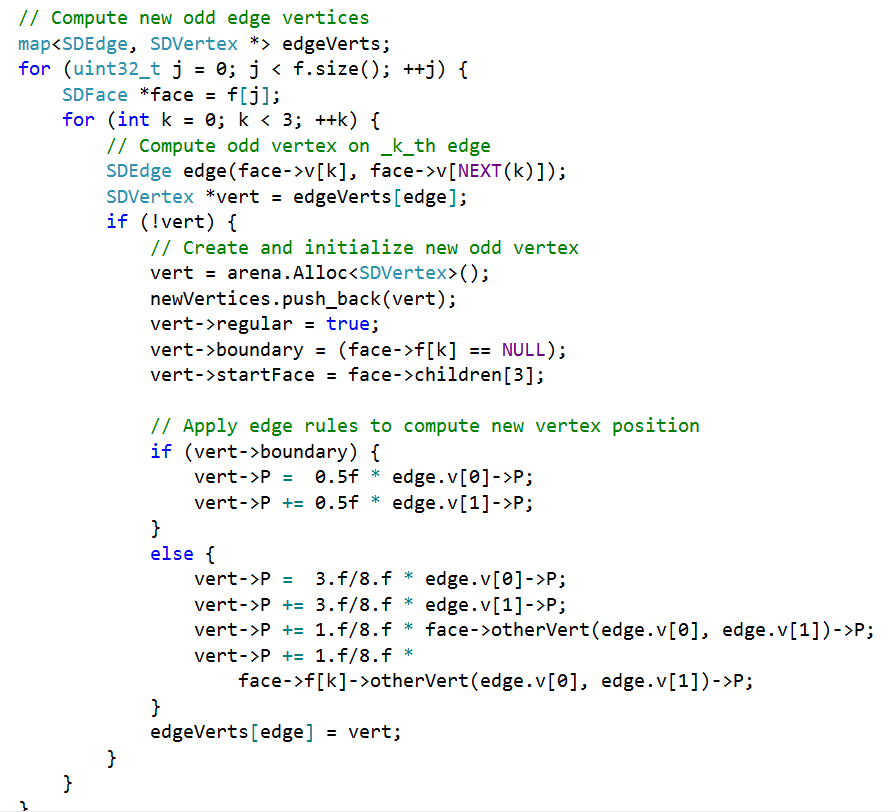 // Compute new odd edge vertices
map<SDEdge, SDVertex *> edgeVerts;
for (uint32_t j = 0; j < f.size(); ++j) {
    SDFace *face = f[j];
    for (int k = 0; k < 3; ++k) {
        // Compute odd vertex on _k_th edge
        SDEdge edge(face->v[k], face->v[NEXT(k)]);
        SDVertex *vert = edgeVerts[edge];
        if (!vert) {
            // Create and initialize new odd vertex
            vert = arena.Alloc<SDVertex>();
            newVertices.push_back(vert);
            vert->regular = true;
            vert->boundary = (face->f[k] == NULL);
            vert->startFace = face->children[3];

            // Apply edge rules to compute new vertex position
            if (vert->boundary) {
                vert->P =  0.5f * edge.v[0]->P;
                vert->P += 0.5f * edge.v[1]->P;
            }
            else {
                vert->P =  3.f/8.f * edge.v[0]->P;
                vert->P += 3.f/8.f * edge.v[1]->P;
                vert->P += 1.f/8.f * face->otherVert(edge.v[0], edge.v[1])->P;
                vert->P += 1.f/8.f *
                    face->f[k]->otherVert(edge.v[0], edge.v[1])->P;
            }
            edgeVerts[edge] = vert;
        }
    }
}